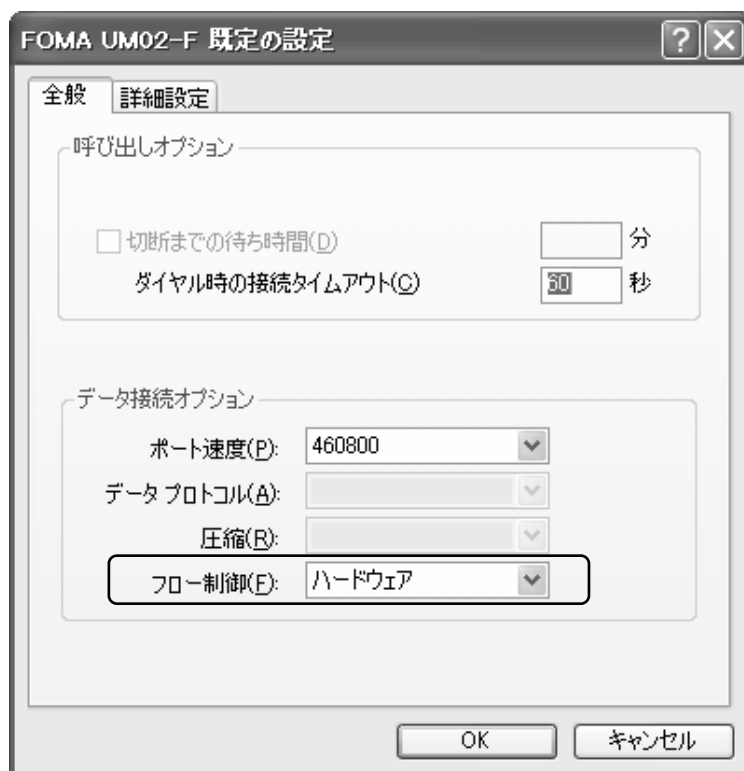 FOMA UM02-F 既定の設定
全般 詳細設定
呼び出しオプション
切断までの待ち時間(D) 分
ダイヤル時の接続タイムアウト(C) 60 秒
データ接続オプション
ポート速度(P): 460800
データ プロトコル(A):
圧縮(R):
フロー制御(F): ハードウェア
OK キャンセル